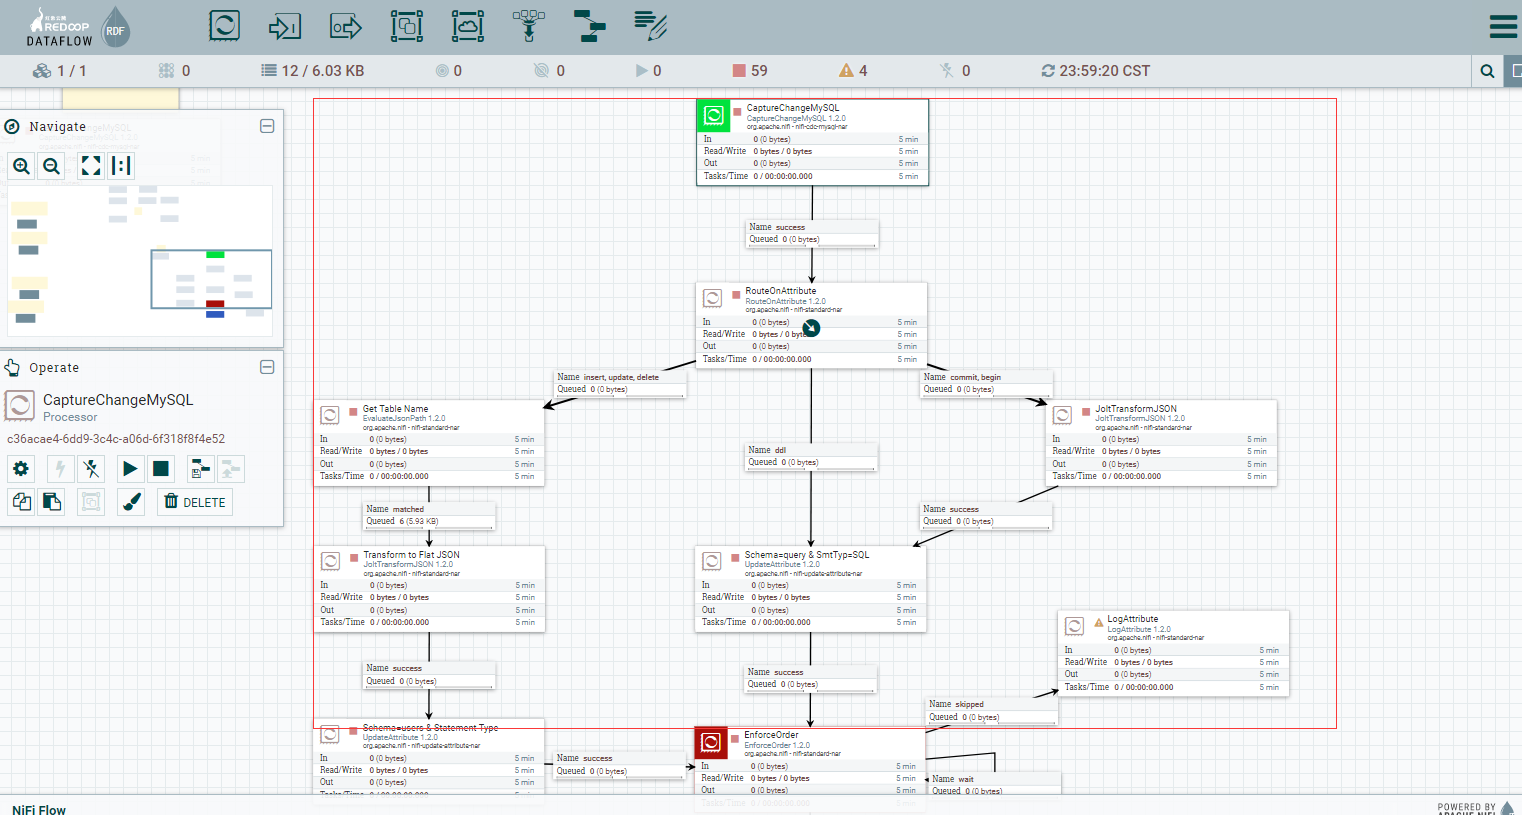 红象云腾
REDOOP
DATAFLOW
RDF
1 / 1
0
12 / 6.03 KB
0
0
0
59
4
0
23:59:20 CST
Navigate
Operate
CaptureChangeMySQL
Processor
c36acae4-6dd9-3c4c-a06d-6f318f8f4e52
DELETE
CaptureChangeMySQL
CaptureChangeMySQL 1.2.0
org.apache.nifi - nifi-cdc-mysql-nar
In 0 (0 bytes) 5 min
Read/Write 0 bytes / 0 bytes 5 min
Out 0 (0 bytes) 5 min
Tasks/Time 0 / 00:00:00.000 5 min
Name success
Queued 0 (0 bytes)
RouteOnAttribute
RouteOnAttribute 1.2.0
org.apache.nifi - nifi-standard-nar
In 0 (0 bytes) 5 min
Read/Write 0 bytes / 0 bytes 5 min
Out 0 (0 bytes) 5 min
Tasks/Time 0 / 00:00:00.000 5 min
Name insert, update, delete
Queued 0 (0 bytes)
Name commit, begin
Queued 0 (0 bytes)
Get Table Name
EvaluateJsonPath 1.2.0
org.apache.nifi - nifi-standard-nar
In 0 (0 bytes) 5 min
Read/Write 0 bytes / 0 bytes 5 min
Out 0 (0 bytes) 5 min
Tasks/Time 0 / 00:00:00.000 5 min
Name ddl
Queued 0 (0 bytes)
JoltTransformJSON
JoltTransformJSON 1.2.0
org.apache.nifi - nifi-standard-nar
In 0 (0 bytes) 5 min
Read/Write 0 bytes / 0 bytes 5 min
Out 0 (0 bytes) 5 min
Tasks/Time 0 / 00:00:00.000 5 min
Name matched
Queued 6 (5.93 KB)
Name success
Queued 0 (0 bytes)
Transform to Flat JSON
JoltTransformJSON 1.2.0
org.apache.nifi - nifi-standard-nar
In 0 (0 bytes) 5 min
Read/Write 0 bytes / 0 bytes 5 min
Out 0 (0 bytes) 5 min
Tasks/Time 0 / 00:00:00.000 5 min
Schema=query & SmtTyp=SQL
UpdateAttribute 1.2.0
org.apache.nifi - nifi-update-attribute-nar
In 0 (0 bytes) 5 min
Read/Write 0 bytes / 0 bytes 5 min
Out 0 (0 bytes) 5 min
Tasks/Time 0 / 00:00:00.000 5 min
LogAttribute
LogAttribute 1.2.0
org.apache.nifi - nifi-standard-nar
In 0 (0 bytes) 5 min
Read/Write 0 bytes / 0 bytes 5 min
Out 0 (0 bytes) 5 min
Tasks/Time 0 / 00:00:00.000 5 min
Name success
Queued 0 (0 bytes)
Name success
Queued 0 (0 bytes)
Name skipped
Queued 0 (0 bytes)
Schema=users & Statement Type
UpdateAttribute 1.2.0
org.apache.nifi - nifi-update-attribute-nar
In 0 (0 bytes) 5 min
Read/Write 0 bytes / 0 bytes 5 min
Out 0 (0 bytes) 5 min
Name success
Queued 0 (0 bytes)
EnforceOrder
EnforceOrder 1.2.0
org.apache.nifi - nifi-standard-nar
In 0 (0 bytes) 5 min
Read/Write 0 bytes / 0 bytes 5 min
Out 0 (0 bytes) 5 min
Tasks/Time 0 / 00:00:00.000 5 min
Name wait
Queued 0 (0 bytes)
NiFi Flow
POWERED BY
APACHE NIFI